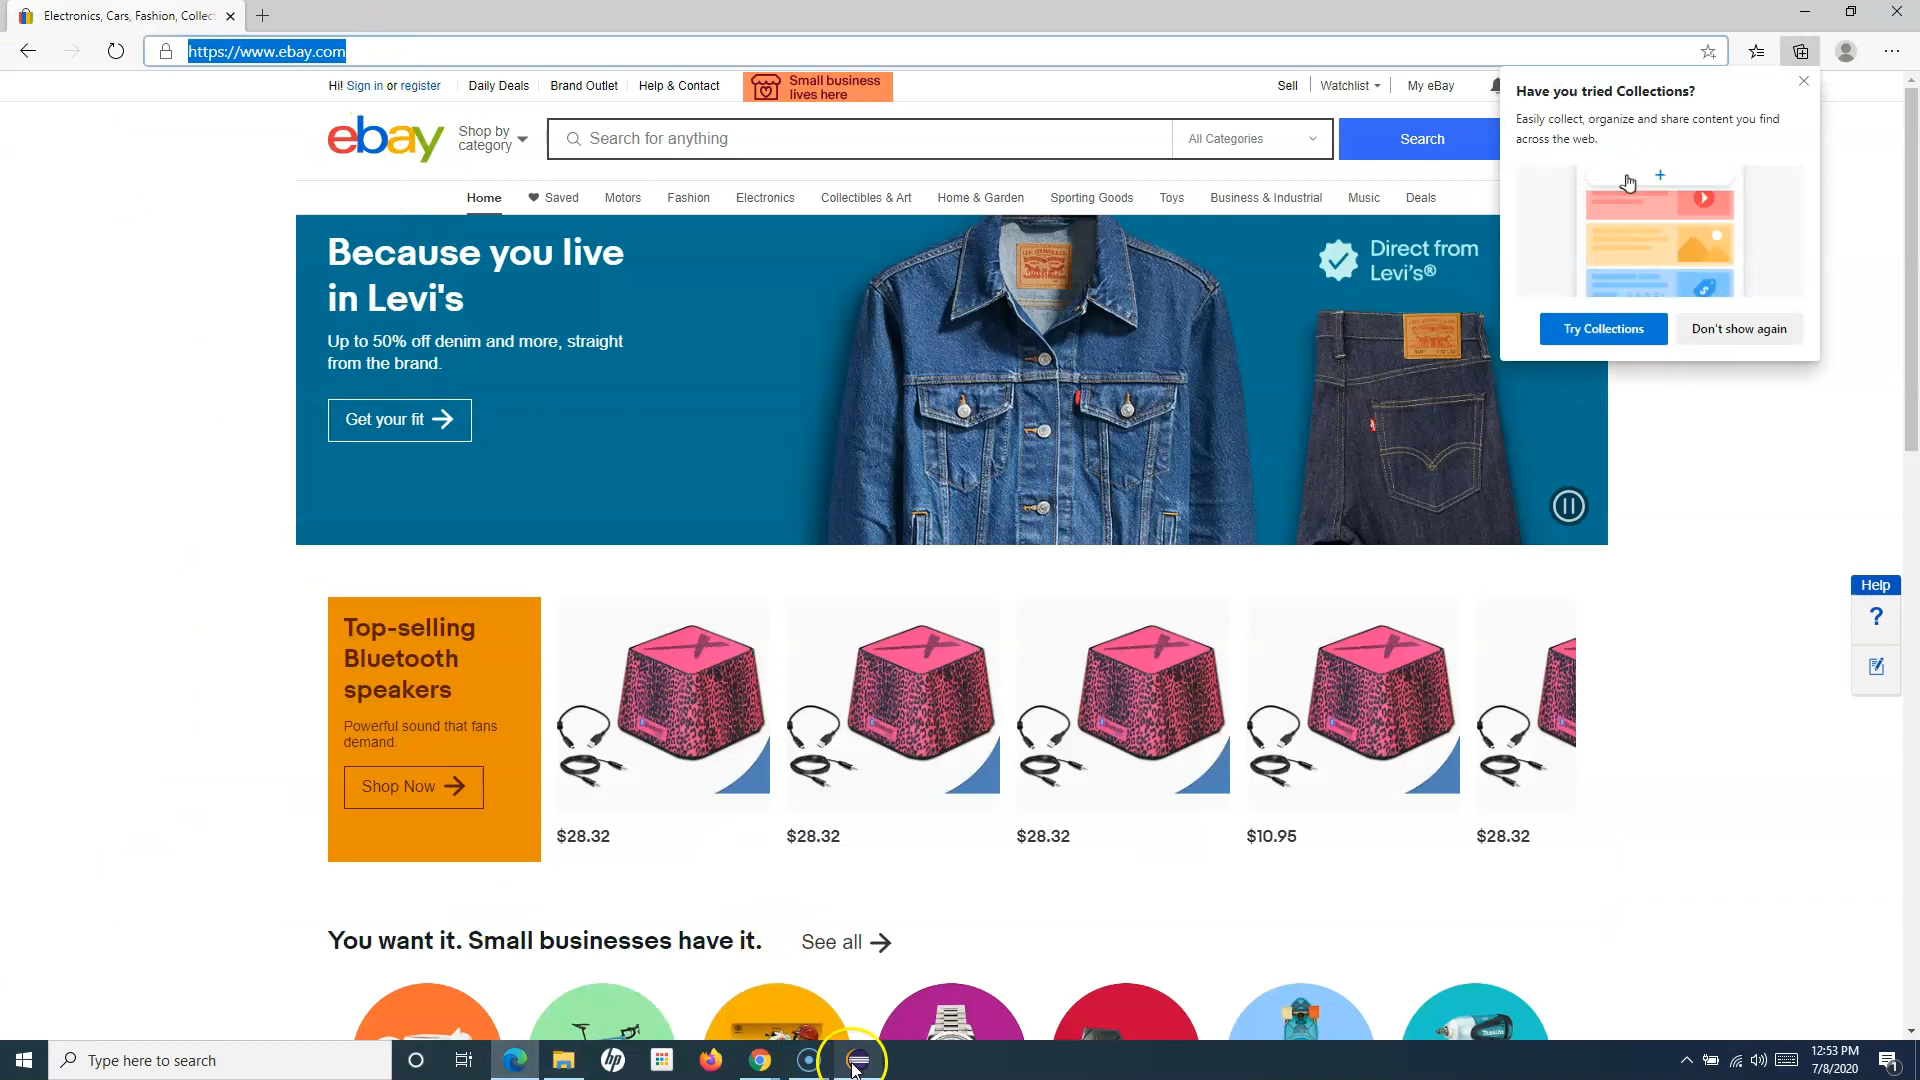 Electronics, Cars, Fashion, Collect
https://www.ebay.com
Hi! Sign in or register
Daily Deals
Brand Outlet
Help & Contact
Small business
lives here
Sell
Watchlist
My eBay
ebay
Shop by
category
Search for anything
All Categories
Search
Home
Saved
Motors
Fashion
Electronics
Collectibles & Art
Home & Garden
Sporting Goods
Toys
Business & Industrial
Music
Deals
Have you tried Collections?
Easily collect, organize and share content you find
across the web.
Try Collections
Don't show again
Because you live
in Levi's
Up to 50% off denim and more, straight
from the brand.
Get your fit
Direct from
Levi's®
Help
?
Top-selling
Bluetooth
speakers
Powerful sound that fans
demand.
Shop Now
$28.32
$28.32
$28.32
$10.95
$28.32
You want it. Small businesses have it.
See all
Type here to search
hp
12:53 PM
7/8/2020
1